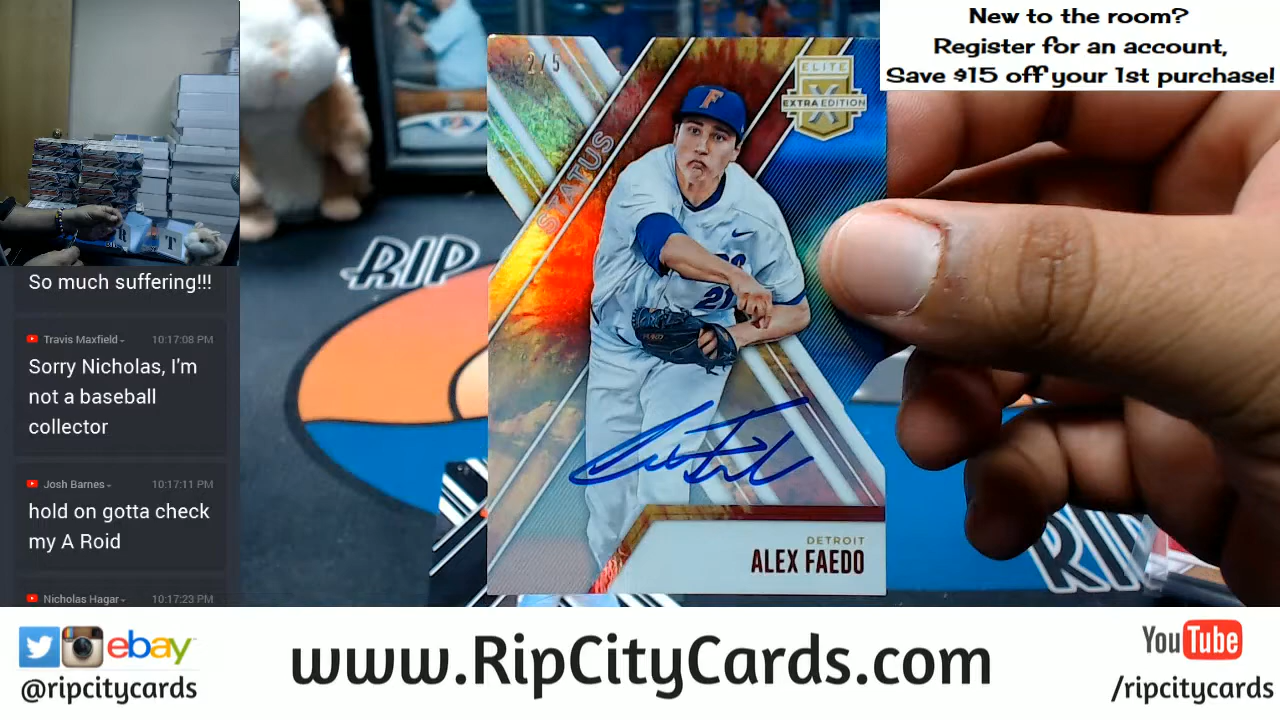 New to the room?
Register for an account,
Save $15 off your 1st purchase!
So much suffering!!!
Travis Maxfield 10:17:08 PM
Sorry Nicholas, I'm
not a baseball
collector
Josh Barnes 10:17:11 PM
hold on gotta check
my A Roid
Nicholas Hagar 10:17:23 PM
2/5
STATUS
ELITE
X
EXTRA EDITION
F
21
DETROIT
ALEX FAEDO
RIP
RI
T
ebay
@ripcitycards
www.RipCityCards.com
YouTube
/ripcitycards